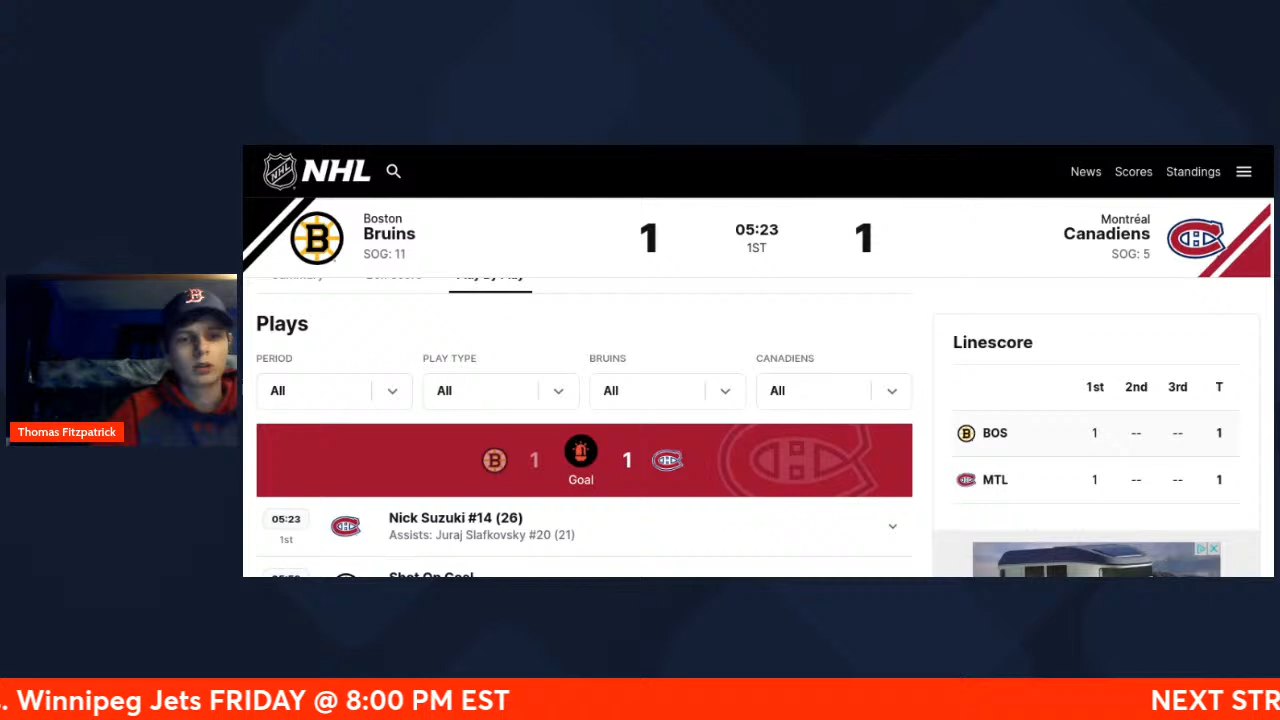 NHL
News Scores Standings
Boston
Bruins
SOG: 11
1
05:23
1ST
1
Montréal
Canadiens
SOG: 5
Plays
PERIOD PLAY TYPE BRUINS CANADIENS
All All All All
B 1 1
Goal
05:23
1st
Nick Suzuki #14 (26)
Assists: Juraj Slafkovsky #20 (21)
Linescore
1st 2nd 3rd T
BOS 1 -- -- 1
MTL 1 -- -- 1
Thomas Fitzpatrick
. Winnipeg Jets FRIDAY @ 8:00 PM EST NEXT STR